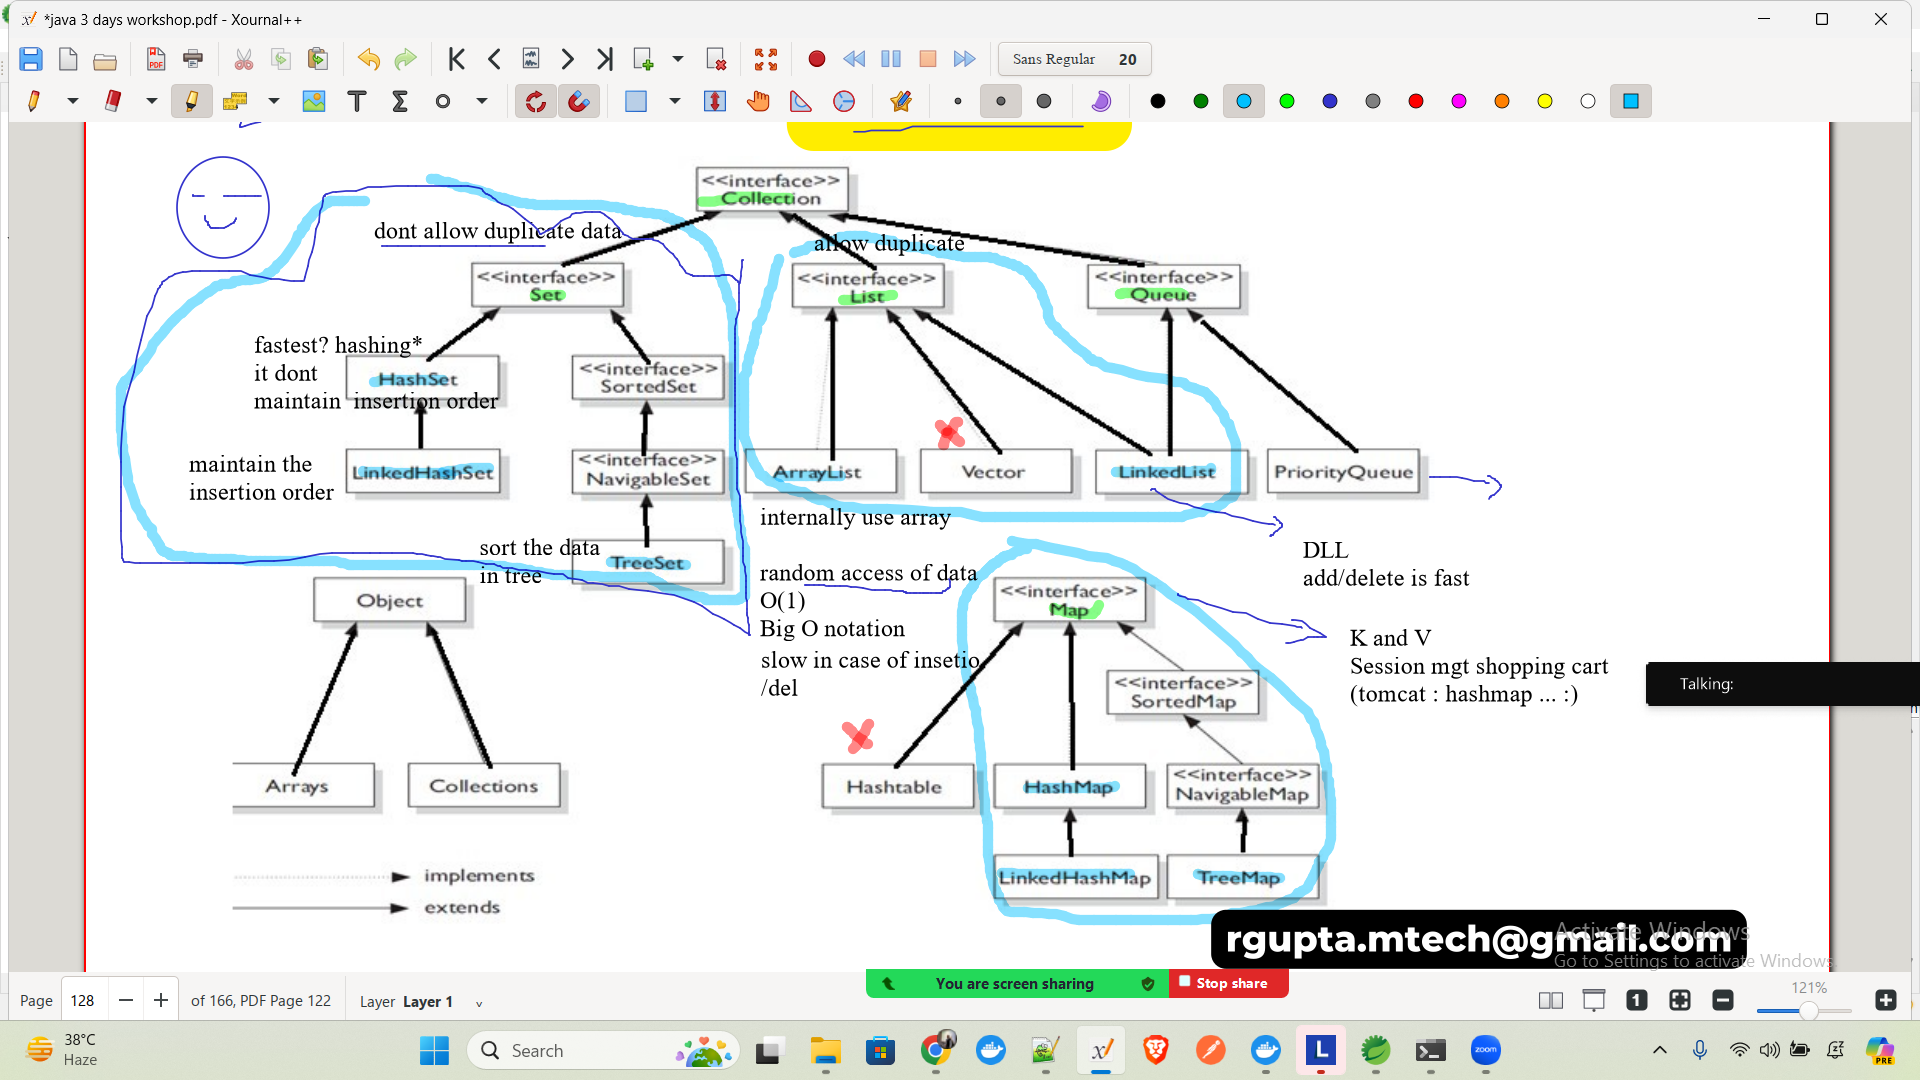 *java 3 days workshop.pdf - Xournal++
Sans Regular 20
<<interface>>
Collection
dont allow duplicate data
allow duplicate
<<interface>>
Set
<<interface>>
List
<<interface>>
Queue
fastest? hashing*
it dont
maintain insertion order
HashSet
<<interface>>
SortedSet
maintain the
insertion order
LinkedHashSet
<<interface>>
NavigableSet
ArrayList
Vector
LinkedList
PriorityQueue
internally use array
sort the data
in tree
TreeSet
DLL
add/delete is fast
random access of data
O(1)
Big O notation
slow in case of insetio
/del
Object
<<interface>>
Map
K and V
Session mgt shopping cart
(tomcat : hashmap ... :)
Talking:
<<interface>>
SortedMap
Arrays
Collections
Hashtable
HashMap
<<interface>>
NavigableMap
LinkedHashMap
TreeMap
implements
extends
rgupta.mtech@gmail.com
Activate Windows
Go to Settings to activate Windows.
You are screen sharing
Stop share
Page 128 of 166, PDF Page 122
Layer Layer 1
121%
38°C
Haze
Search
zoom
PRE